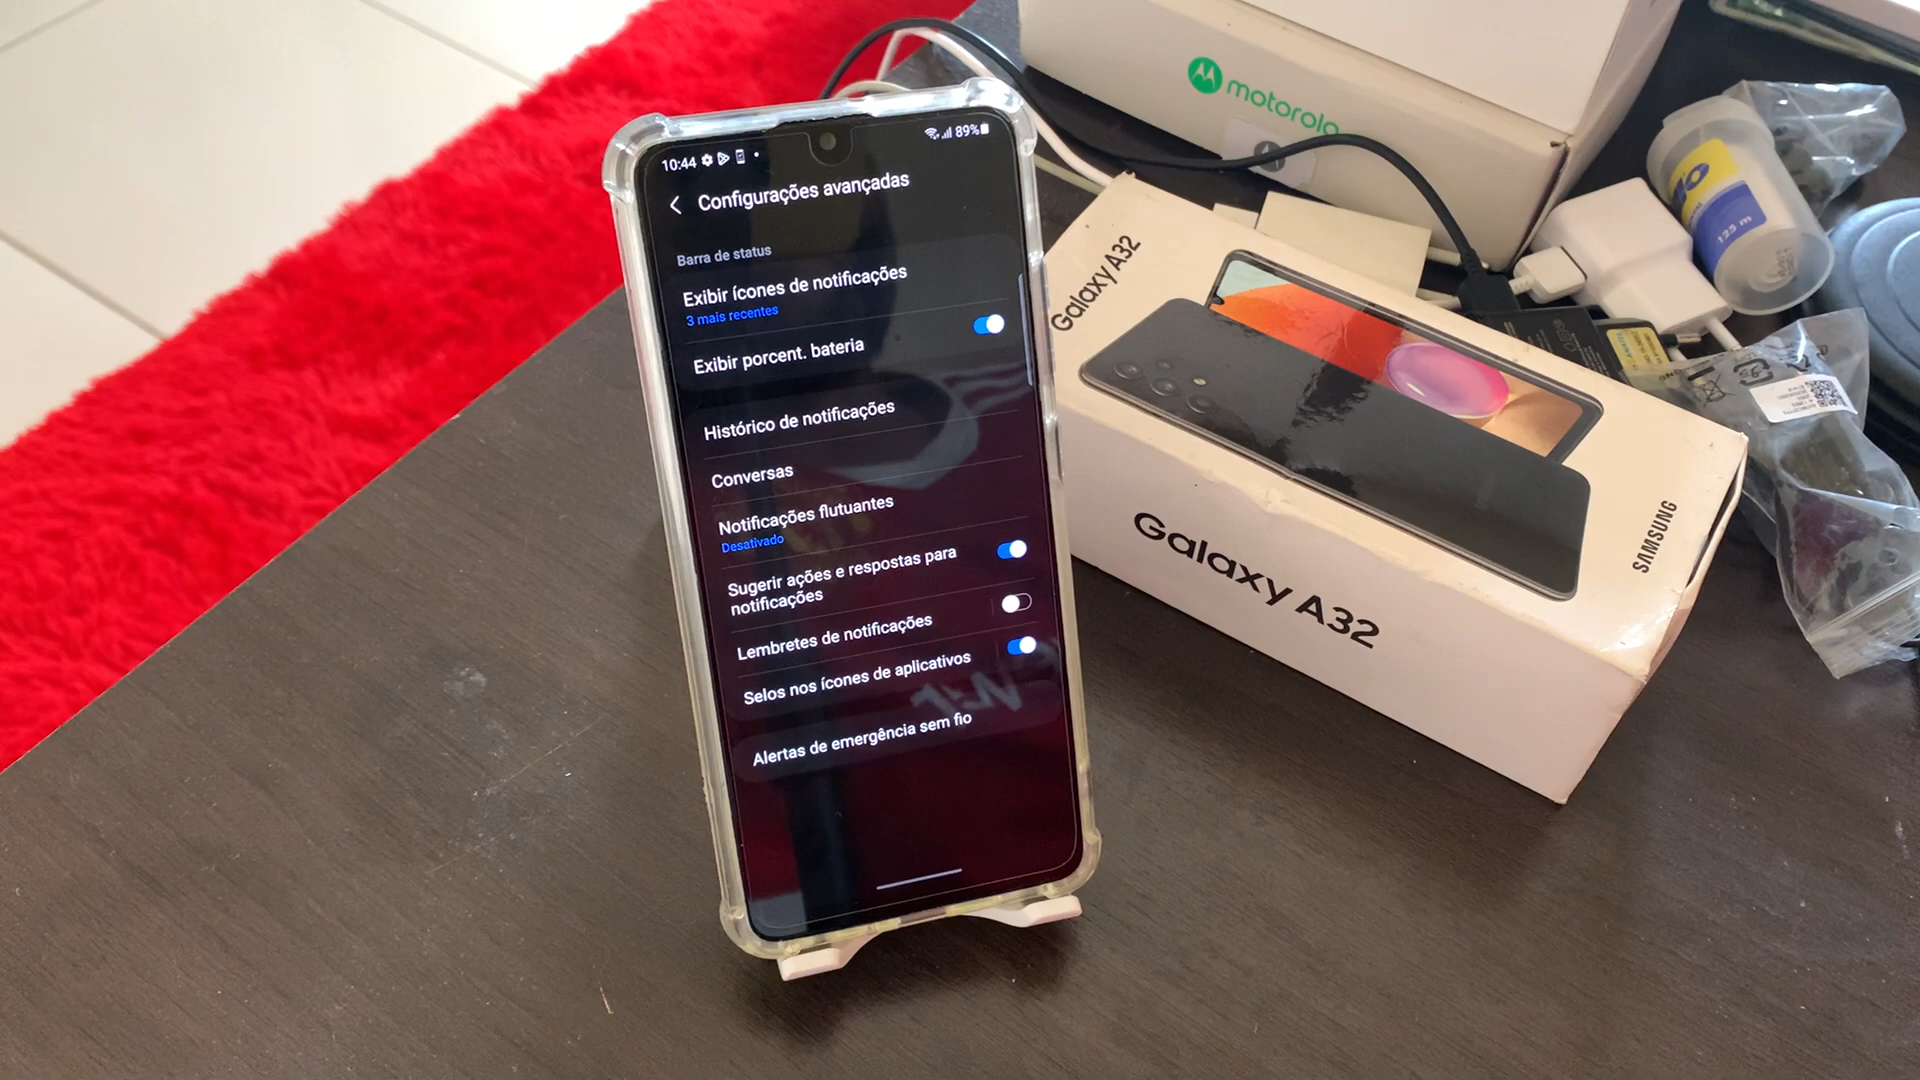 10:44
89%
Configurações avançadas
Barra de status
Exibir ícones de notificações
3 mais recentes
Exibir porcent. bateria
Histórico de notificações
Conversas
Notificações flutuantes
Desativado
Sugerir ações e respostas para
notificações
Lembretes de notificações
Selos nos ícones de aplicativos
Alertas de emergência sem fio
motorola
Galaxy A32
Galaxy A32
SAMSUNG
125 m